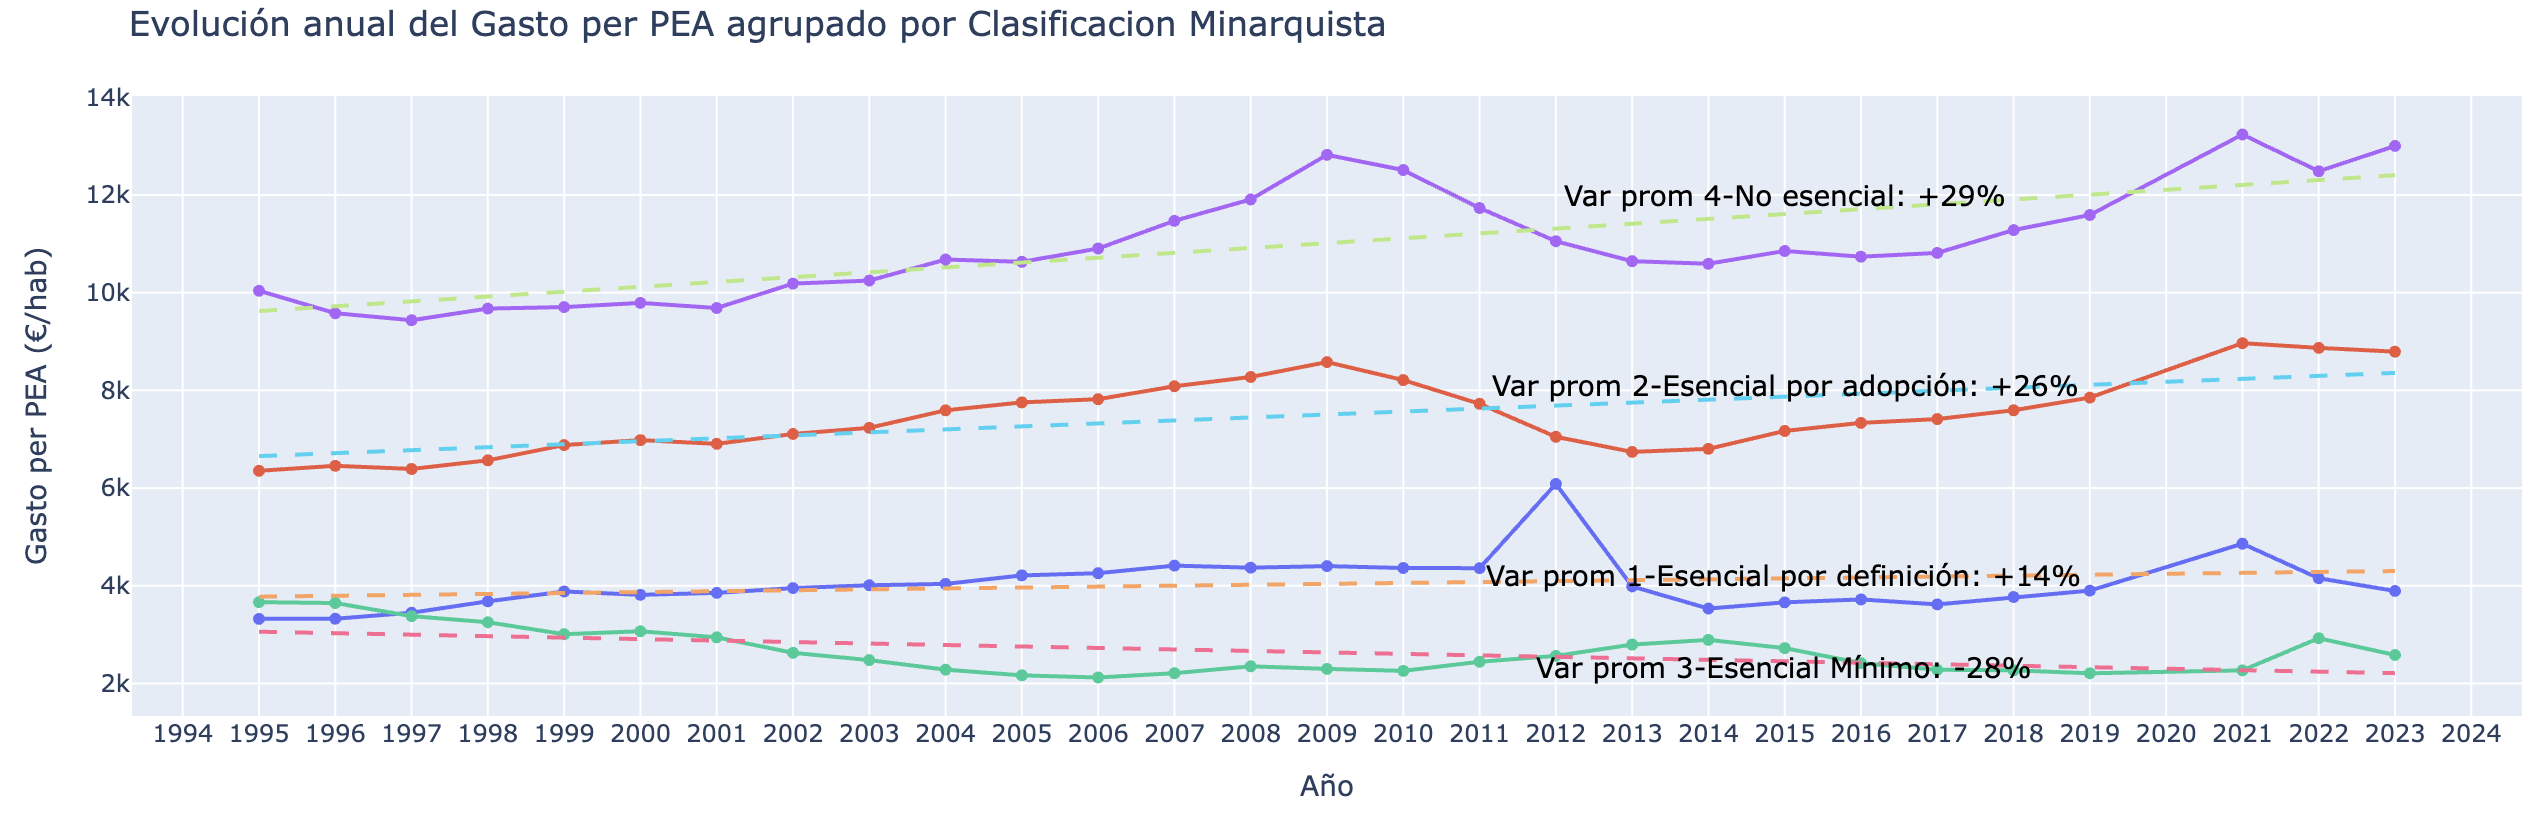 Evolución anual del Gasto per PEA agrupado por Clasificacion Minarquista
Gasto per PEA (€/hab)
14k
12k
10k
8k
6k
4k
2k
Var prom 4-No esencial: +29%
Var prom 2-Esencial por adopción: +26%
Var prom 1-Esencial por definición: +14%
Var prom 3-Esencial Mínimo: -28%
1994 1995 1996 1997 1998 1999 2000 2001 2002 2003 2004 2005 2006 2007 2008 2009 2010 2011 2012 2013 2014 2015 2016 2017 2018 2019 2020 2021 2022 2023 2024
Año